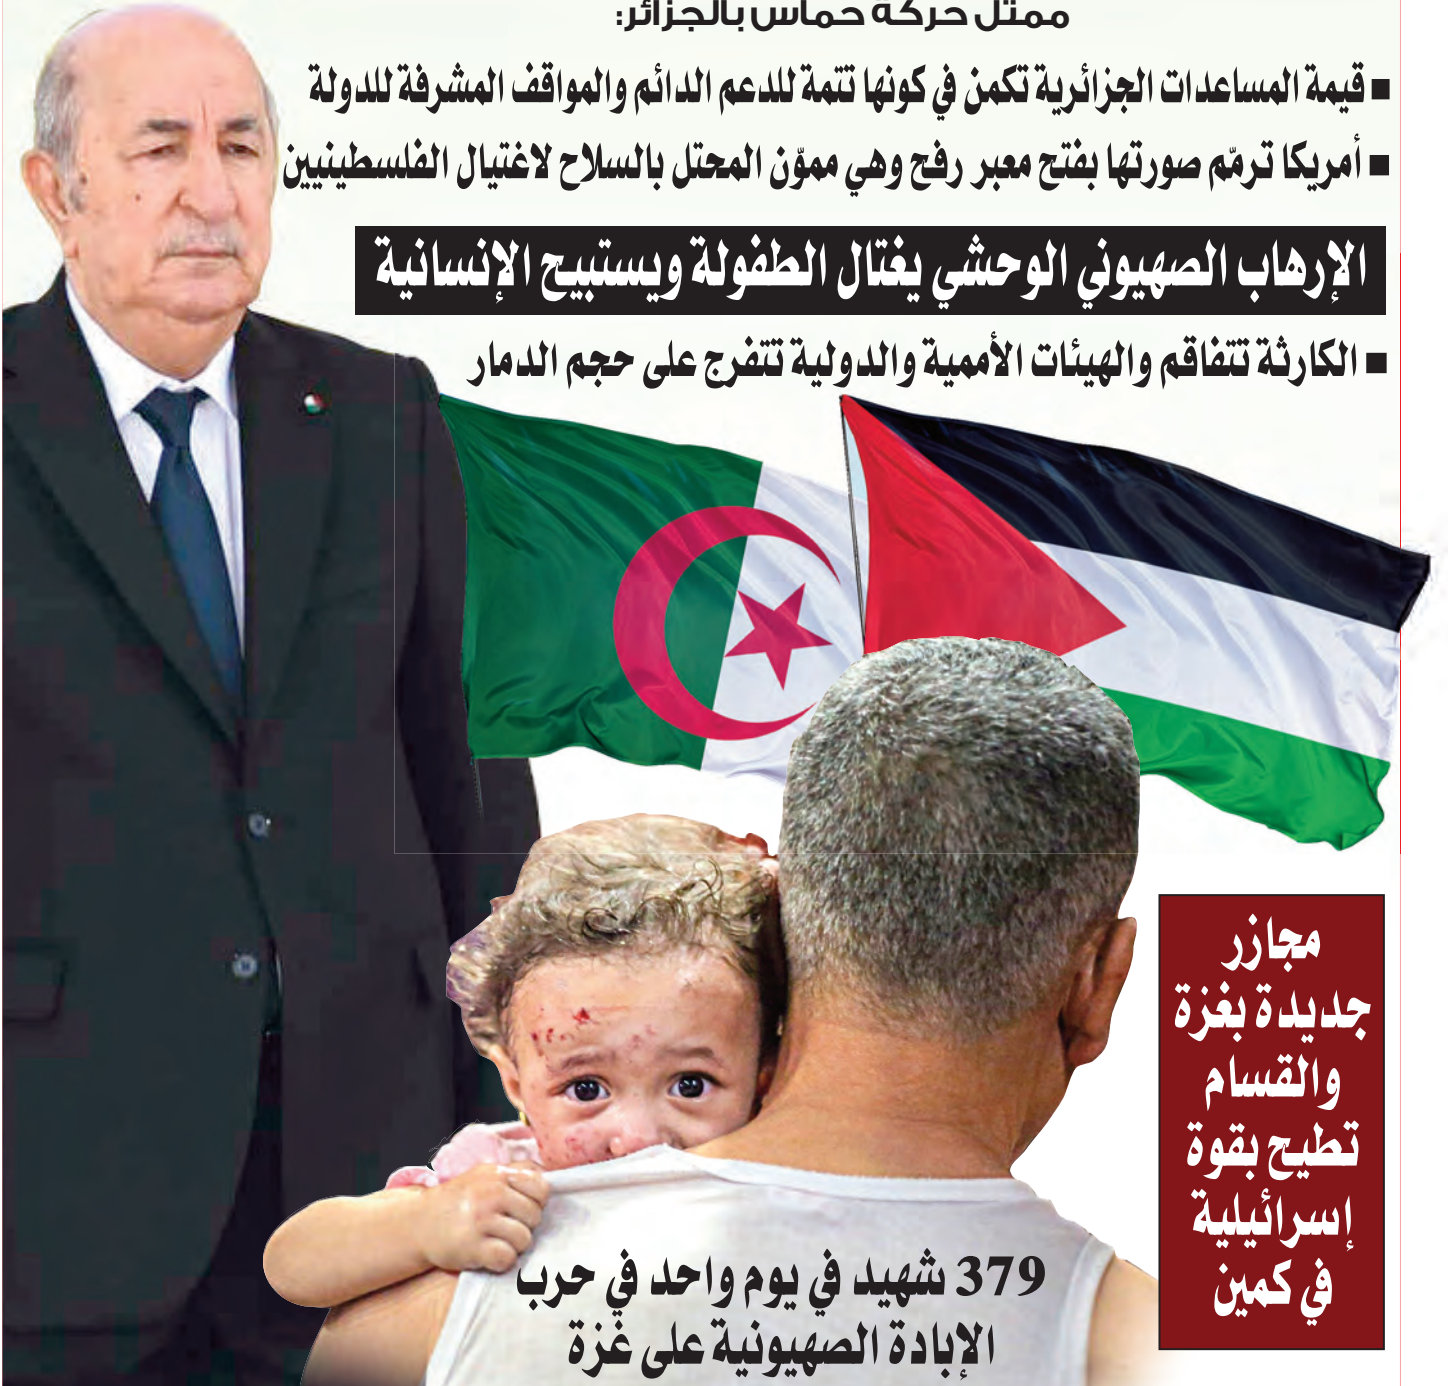 ممثل حركة حماس بالجزائر:
■ قيمة المساعدات الجزائرية تكمن في كونها تتمة للدعم الدائم والمواقف المشرفة للدولة
■ أمريكا ترمّم صورتها بفتح معبر رفح وهي مموّن المحتل بالسلاح لاغتيال الفلسطينيين
الإرهاب الصهيوني الوحشي يغتال الطفولة ويستبيح الإنسانية
■ الكارثة تتفاقم والهيئات الأممية والدولية تتفرج على حجم الدمار
مجازر
جديدة بغزة
والقسام
تطيح بقوة
إسرائيلية
في كمين
379 شهيد في يوم واحد في حرب
الإبادة الصهيونية على غزة